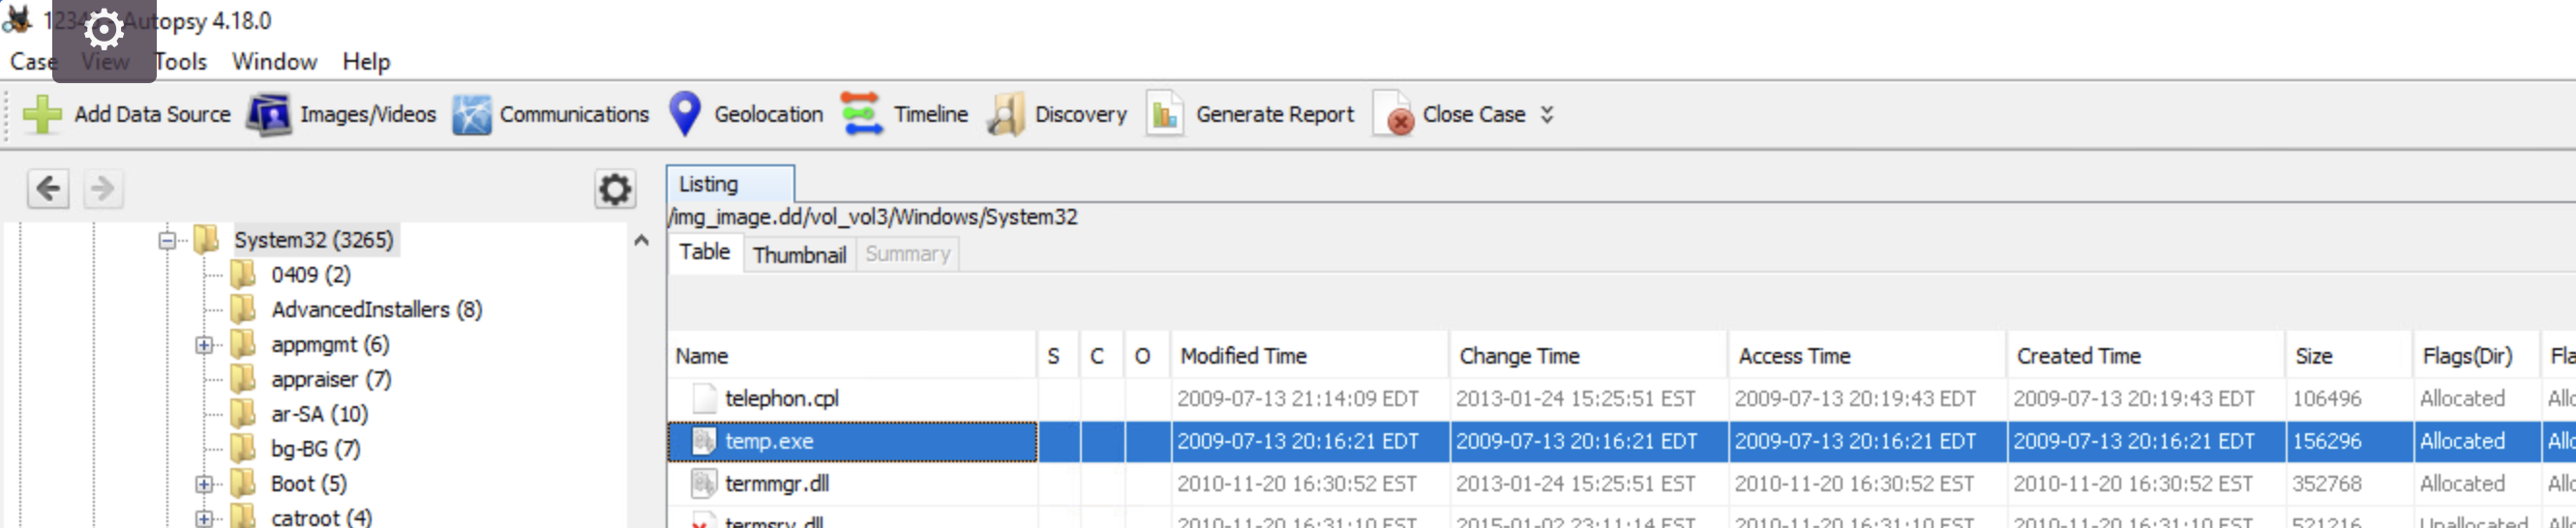 Autopsy 4.18.0
Case View Tools Window Help
Add Data Source Images/Videos Communications Geolocation Timeline Discovery Generate Report Close Case
Listing
/img_image.dd/vol_vol3/Windows/System32
Table Thumbnail Summary
System32 (3265)
0409 (2)
AdvancedInstallers (8)
appmgmt (6)
appraiser (7)
ar-SA (10)
bg-BG (7)
Boot (5)
catroot (4)
Name S C O Modified Time Change Time Access Time Created Time Size Flags(Dir)
telephon.cpl 2009-07-13 21:14:09 EDT 2013-01-24 15:25:51 EST 2009-07-13 20:19:43 EDT 2009-07-13 20:19:43 EDT 106496 Allocated
temp.exe 2009-07-13 20:16:21 EDT 2009-07-13 20:16:21 EDT 2009-07-13 20:16:21 EDT 2009-07-13 20:16:21 EDT 156296 Allocated
termmgr.dll 2010-11-20 16:30:52 EST 2013-01-24 15:25:51 EST 2010-11-20 16:30:52 EST 2010-11-20 16:30:52 EST 352768 Allocated
termsrv.dll 2010-11-20 16:31:10 EST 2015-01-02 23:11:14 EST 2010-11-20 16:31:10 EST 2010-11-20 16:31:10 EST 521216 Unallocated